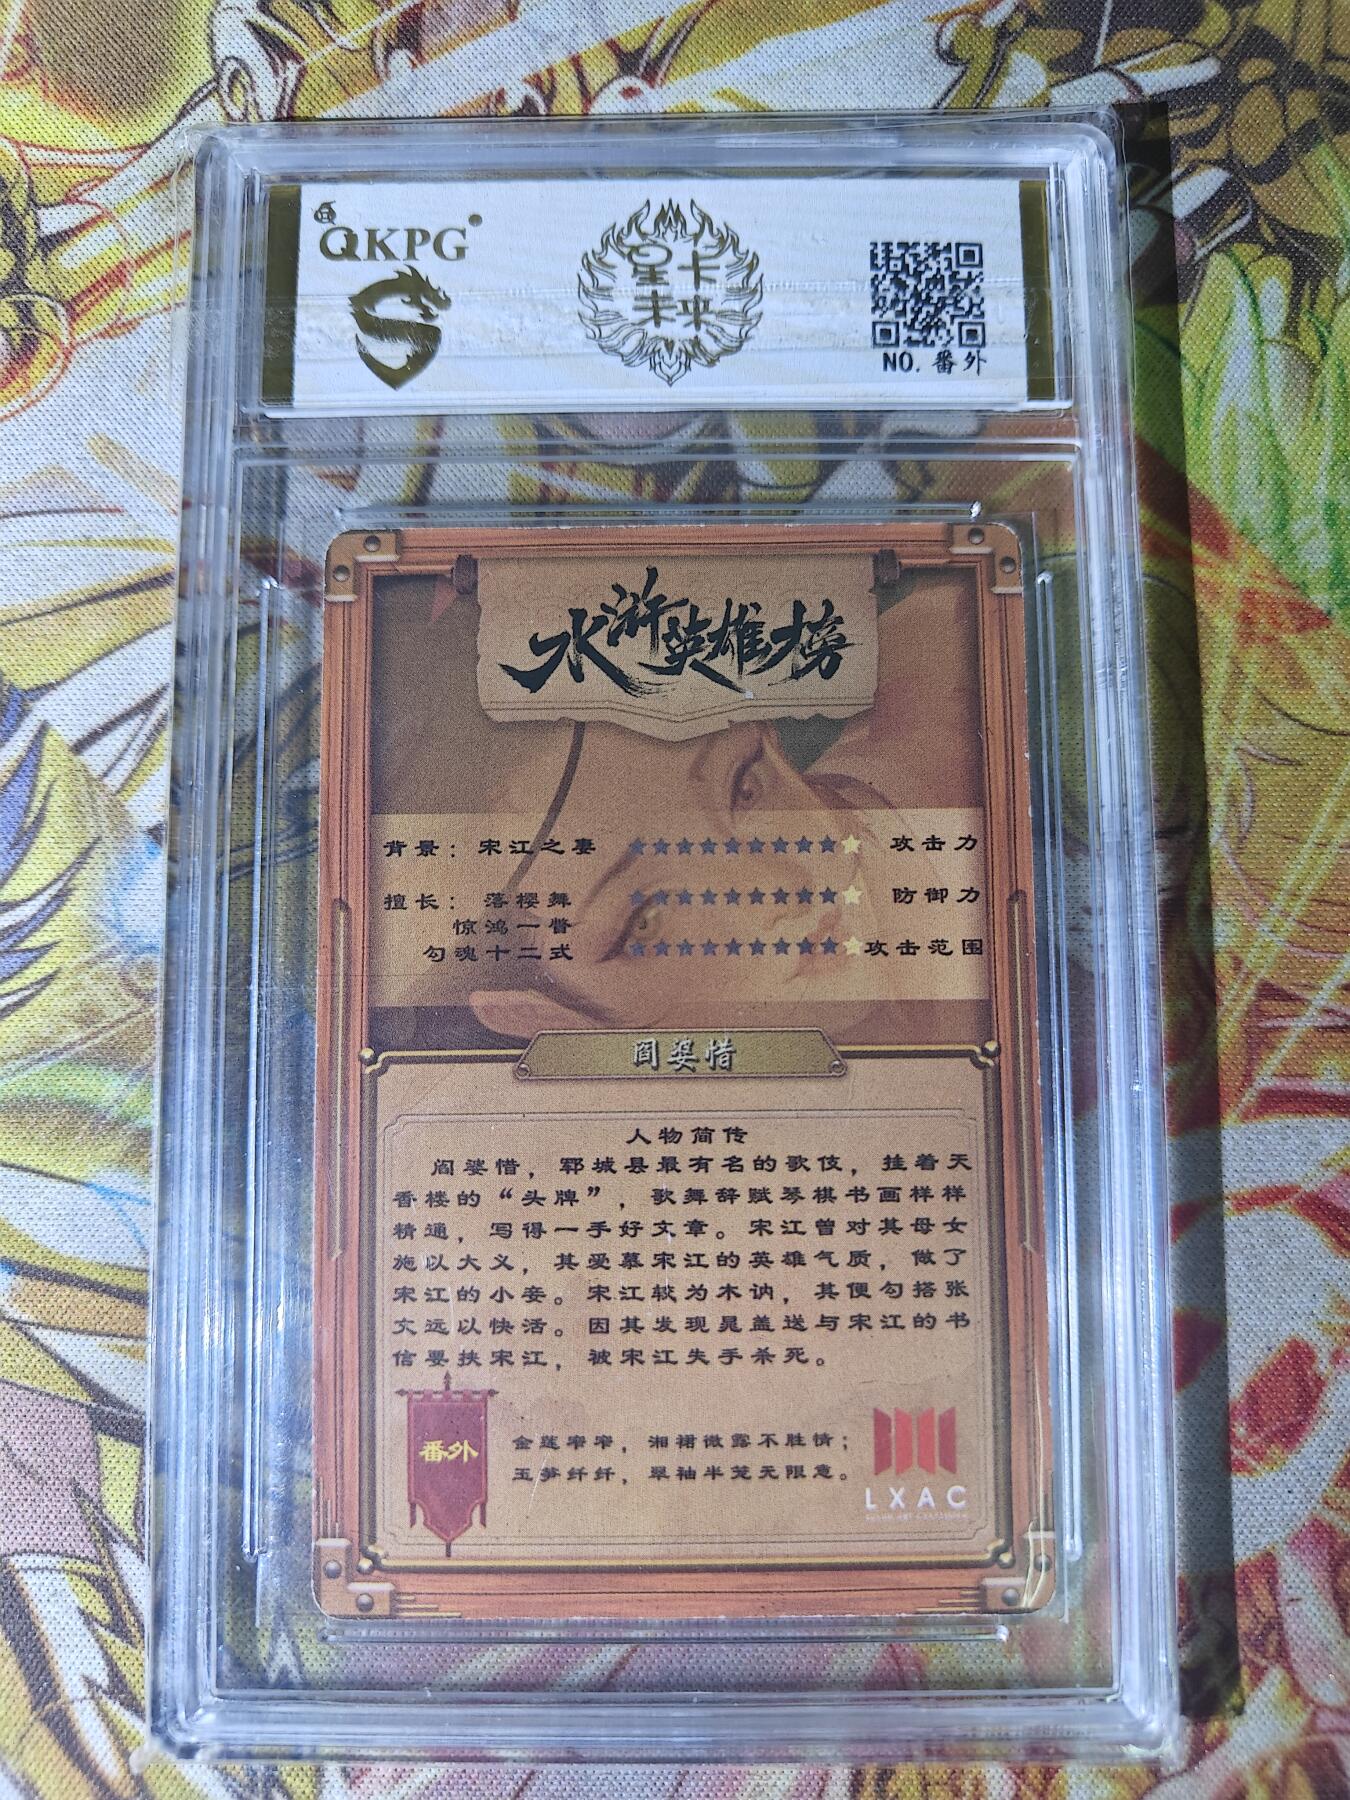 QKPG
星卡
未来
NO. 番外
水浒英雄榜
背景：宋江之妻 攻击力
擅长：落樱舞 防御力
惊鸿一瞥
勾魂十二式 攻击范围
阎婆惜
人物简传
阎婆惜，郓城县最有名的歌伎，挂着天
香楼的“头牌”，歌舞辞赋琴棋书画样样
精通，写得一手好文章。宋江曾对其母女
施以大义，其爱慕宋江的英雄气质，做了
宋江的小妾。宋江较为木讷，其便勾搭张
文远以快活。因其发现晁盖送与宋江的书
信要挟宋江，被宋江失手杀死。
番外
金莲窄窄，湘裙微露不胜情；
玉笋纤纤，翠袖半笼无限意。
LXAC